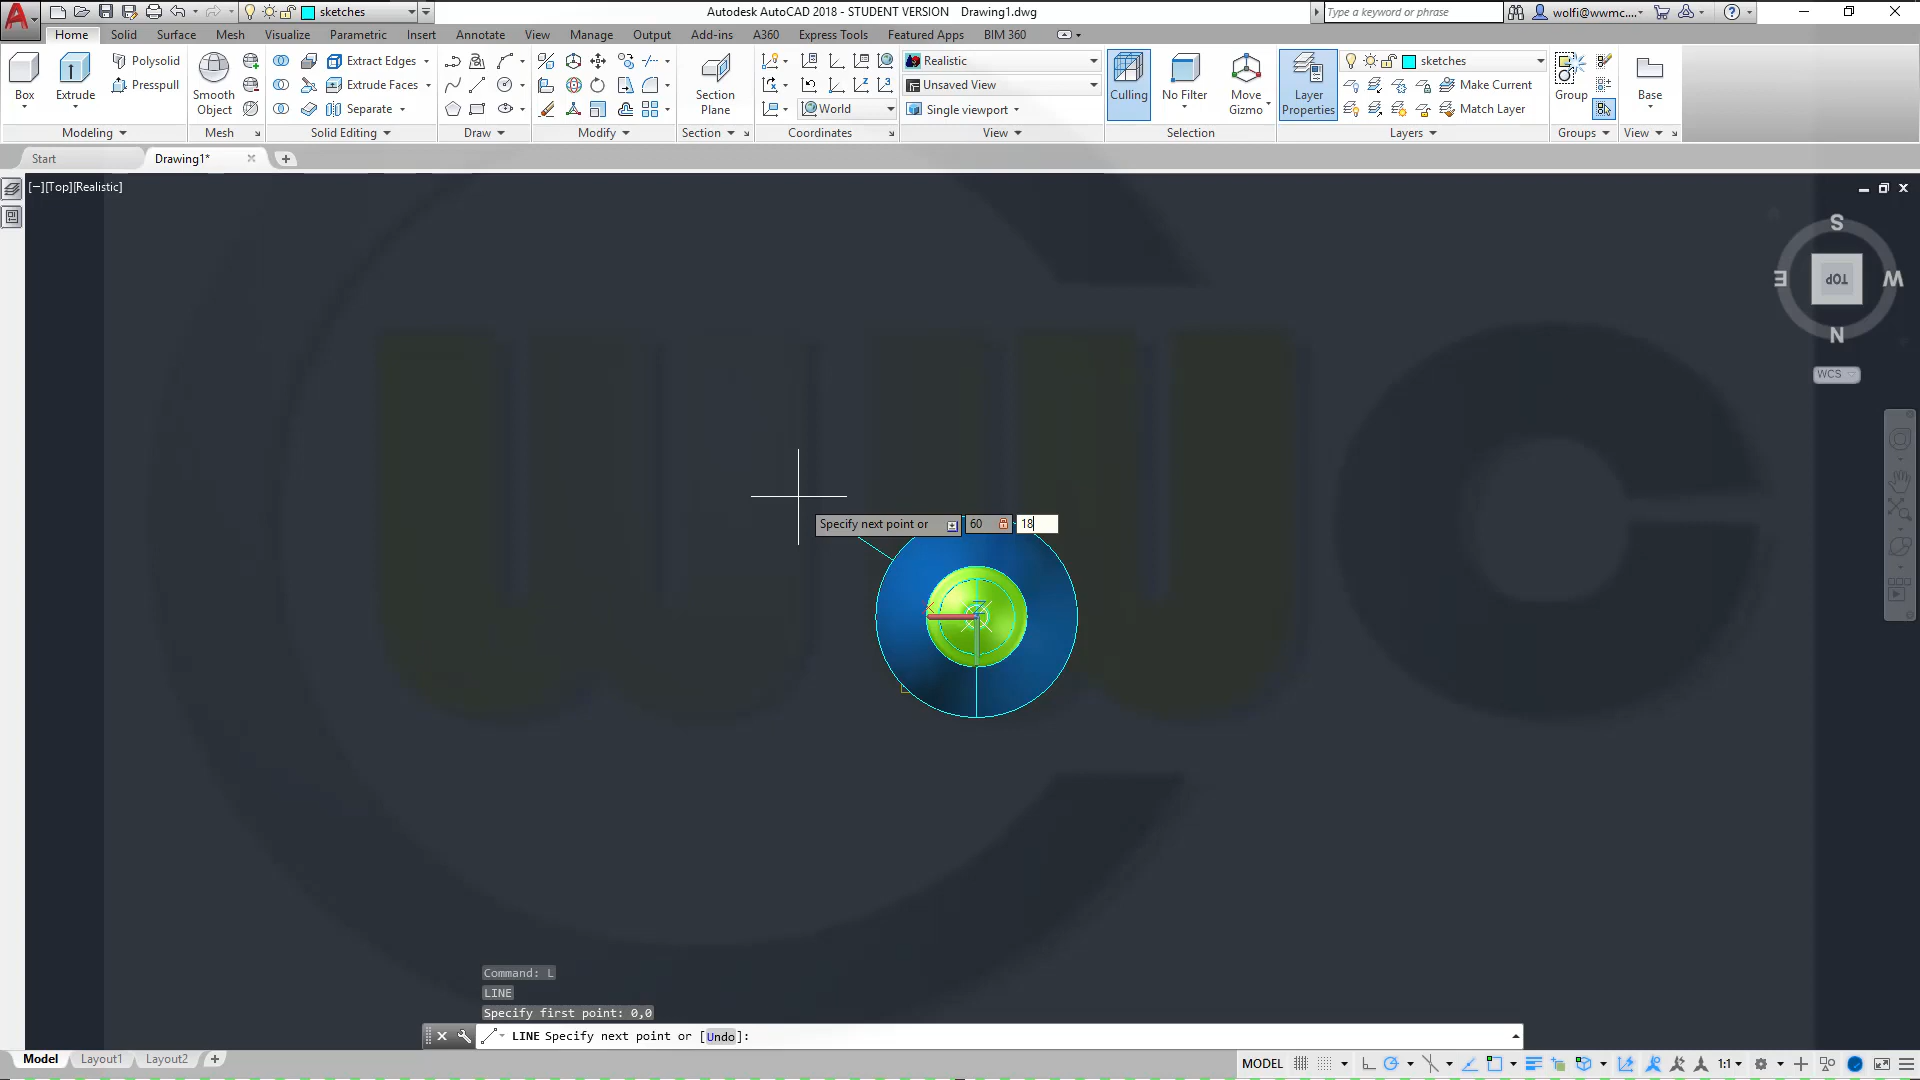 sketches
Autodesk AutoCAD 2018 - STUDENT VERSION Drawing1.dwg
Type a keyword or phrase
wolfi@wwmc....
Home Solid Surface Mesh Visualize Parametric Insert Annotate View Manage Output Add-ins A360 Express Tools Featured Apps BIM 360
Box
Extrude
Polysolid
Presspull
Modeling
Smooth
Object
Mesh
Extract Edges
Extrude Faces
Separate
Solid Editing
Draw
Modify
Section
Plane
Section
World
Coordinates
Realistic
Unsaved View
Single viewport
View
Culling
No Filter
Move
Gizmo
Selection
Layer
Properties
sketches
Make Current
Match Layer
Layers
Group
Groups
Base
View
Start
Drawing1*
[−][Top][Realistic]
S
E
TOP
W
N
WCS
wwwc
Specify next point or 60 18
Command: L
LINE
Specify first point: 0,0
LINE Specify next point or [Undo]:
Model Layout1 Layout2
MODEL
1:1